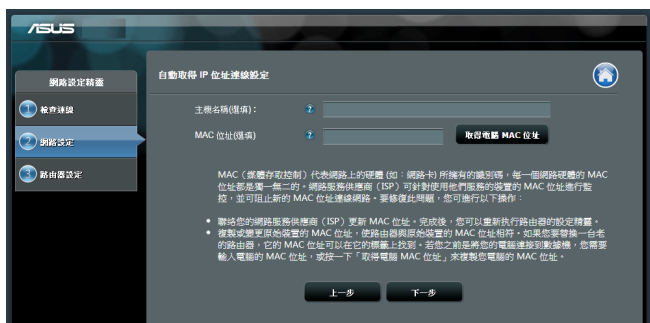 ASUS
網路設定精靈
1 檢查連線
2 網路設定
3 路由器設定
自動取得 IP 位址連線設定
主機名稱(選填)：
?
MAC 位址(選填)
?
取得電腦 MAC 位址
MAC（媒體存取控制）代表網路上的硬體 (如：網路卡) 所擁有的識別碼，每一個網路硬體的 MAC
位址都是獨一無二的。網路服務供應商（ISP）可針對使用他們服務的裝置的 MAC 位址進行監
控，並可阻止新的 MAC 位址連線網路。要修復此問題，您可進行以下操作：
• 聯絡您的網路服務供應商（ISP）更新 MAC 位址。完成後，您可以重新執行路由器的設定精靈。
• 複製或變更原始裝置的 MAC 位址，使路由器與原始裝置的 MAC 位址相符。如果您要替換一台老
的路由器，它的 MAC 位址可以在它的標籤上找到。若您之前是將您的電腦連接到數據機，您需要
輸入電腦的 MAC 位址，或按一下「取得電腦 MAC 位址」來複製您電腦的 MAC 位址。
上一步
下一步